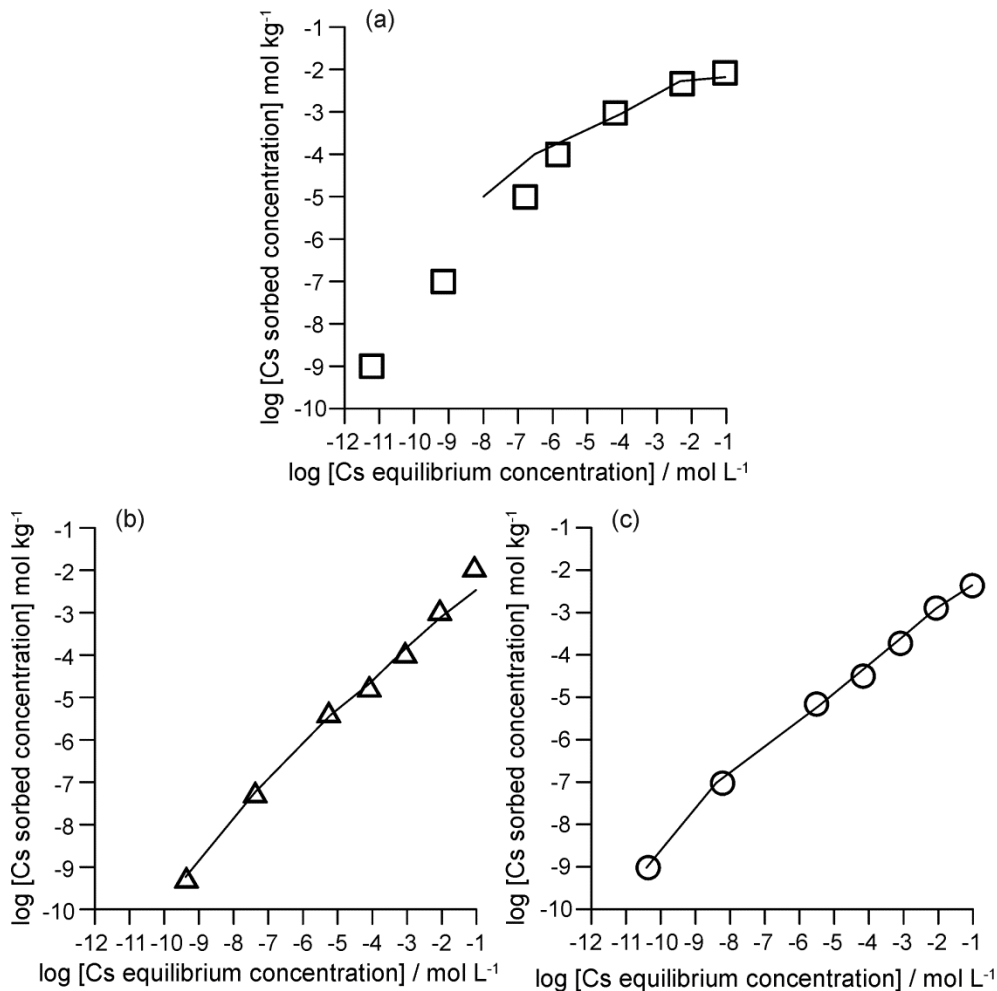 (a)
log [Cs sorbed concentration] mol kg⁻¹
-1
-2
-3
-4
-5
-6
-7
-8
-9
-10
-12 -11 -10 -9 -8 -7 -6 -5 -4 -3 -2 -1
log [Cs equilibrium concentration] / mol L⁻¹
(b)
log [Cs sorbed concentration] mol kg⁻¹
-1
-2
-3
-4
-5
-6
-7
-8
-9
-10
-12 -11 -10 -9 -8 -7 -6 -5 -4 -3 -2 -1
log [Cs equilibrium concentration] / mol L⁻¹
(c)
log [Cs sorbed concentration] mol kg⁻¹
-1
-2
-3
-4
-5
-6
-7
-8
-9
-10
-12 -11 -10 -9 -8 -7 -6 -5 -4 -3 -2 -1
log [Cs equilibrium concentration] / mol L⁻¹